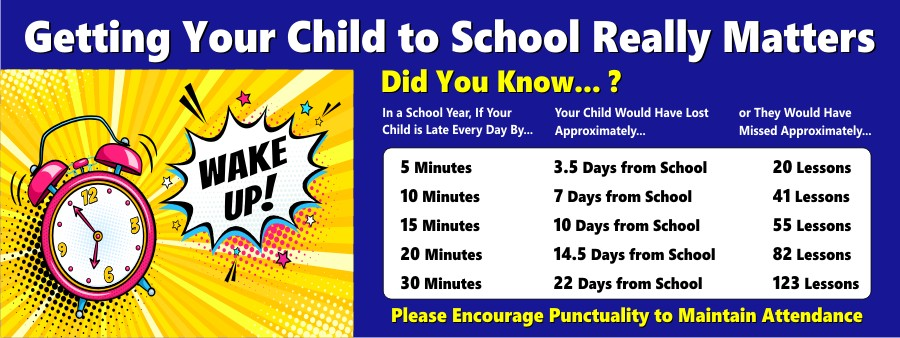 Getting Your Child to School Really Matters
WAKE
UP!
12
3
6
9
Did You Know... ?
In a School Year, If Your Child is Late Every Day By...
Your Child Would Have Lost Approximately...
or They Would Have Missed Approximately...
5 Minutes 3.5 Days from School 20 Lessons
10 Minutes 7 Days from School 41 Lessons
15 Minutes 10 Days from School 55 Lessons
20 Minutes 14.5 Days from School 82 Lessons
30 Minutes 22 Days from School 123 Lessons
Please Encourage Punctuality to Maintain Attendance